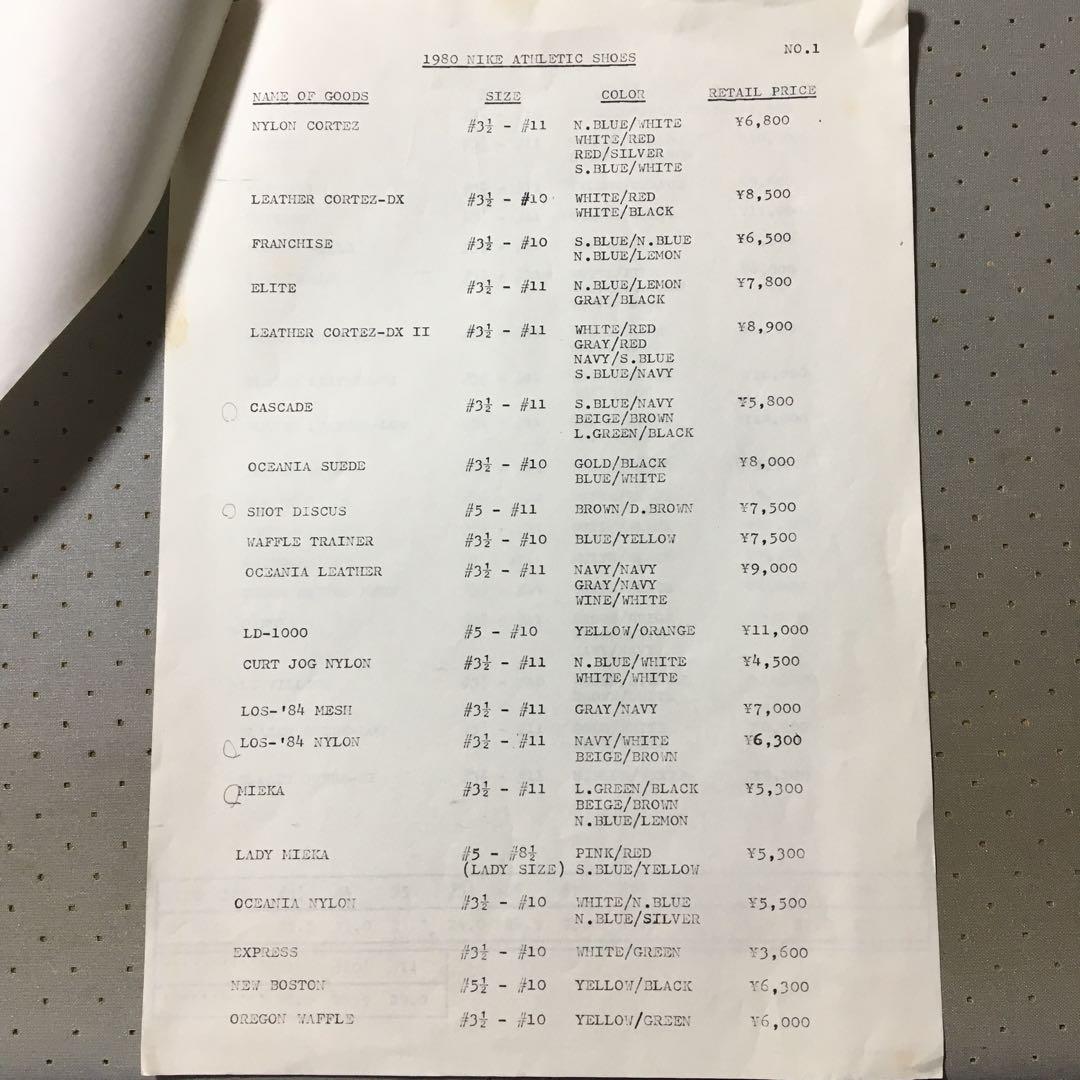 1980 NIKE ATHLETIC SHOES NO.1
NAME OF GOODS SIZE COLOR RETAIL PRICE
NYLON CORTEZ #3½ - #11 N.BLUE/WHITE ¥6,800
WHITE/RED
RED/SILVER
S.BLUE/WHITE
LEATHER CORTEZ-DX #3½ - #10 WHITE/RED ¥8,500
WHITE/BLACK
FRANCHISE #3½ - #10 S.BLUE/N.BLUE ¥6,500
N.BLUE/LEMON
ELITE #3½ - #11 N.BLUE/LEMON ¥7,800
GRAY/BLACK
LEATHER CORTEZ-DX II #3½ - #11 WHITE/RED ¥8,900
GRAY/RED
NAVY/S.BLUE
S.BLUE/NAVY
CASCADE #3½ - #11 S.BLUE/NAVY ¥5,800
BEIGE/BROWN
L.GREEN/BLACK
OCEANIA SUEDE #3½ - #10 GOLD/BLACK ¥8,000
BLUE/WHITE
SHOT DISCUS #5 - #11 BROWN/D.BROWN ¥7,500
WAFFLE TRAINER #3½ - #10 BLUE/YELLOW ¥7,500
OCEANIA LEATHER #3½ - #11 NAVY/NAVY ¥9,000
GRAY/NAVY
WINE/WHITE
LD-1000 #5 - #10 YELLOW/ORANGE ¥11,000
CURT JOG NYLON #3½ - #11 N.BLUE/WHITE ¥4,500
WHITE/WHITE
LOS-'84 MESH #3½ - #11 GRAY/NAVY ¥7,000
LOS-'84 NYLON #3½ - #11 NAVY/WHITE ¥6,300
BEIGE/BROWN
MIEKA #3½ - #11 L.GREEN/BLACK ¥5,300
BEIGE/BROWN
N.BLUE/LEMON
LADY MIEKA #5 - #8½ PINK/RED ¥5,300
(LADY SIZE) S.BLUE/YELLOW
OCEANIA NYLON #3½ - #10 WHITE/N.BLUE ¥5,500
N.BLUE/SILVER
EXPRESS #3½ - #10 WHITE/GREEN ¥3,600
NEW BOSTON #5½ - #10 YELLOW/BLACK ¥6,300
OREGON WAFFLE #3½ - #10 YELLOW/GREEN ¥6,000